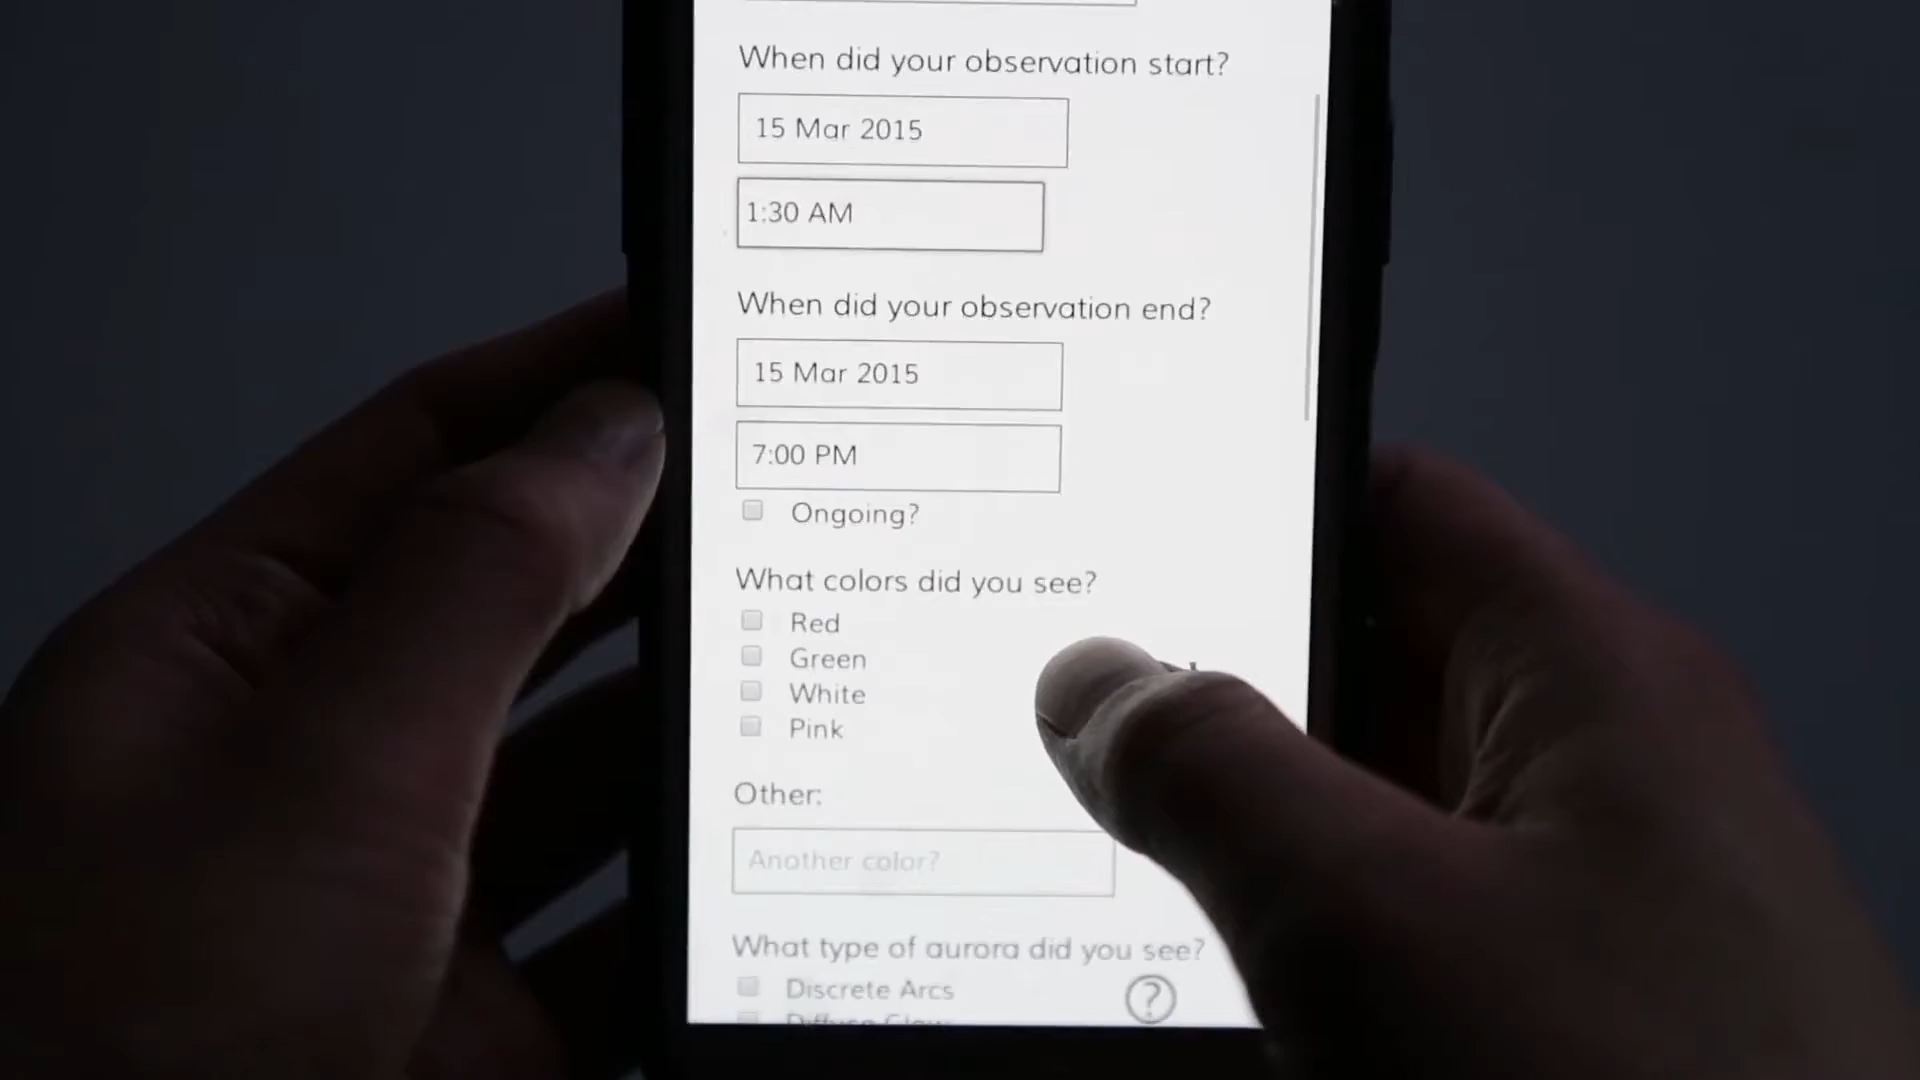 When did your observation start?
15 Mar 2015
1:30 AM
When did your observation end?
15 Mar 2015
7:00 PM
Ongoing?
What colors did you see?
Red
Green
White
Pink
Other:
Another color?
What type of aurora did you see?
Discrete Arcs
?